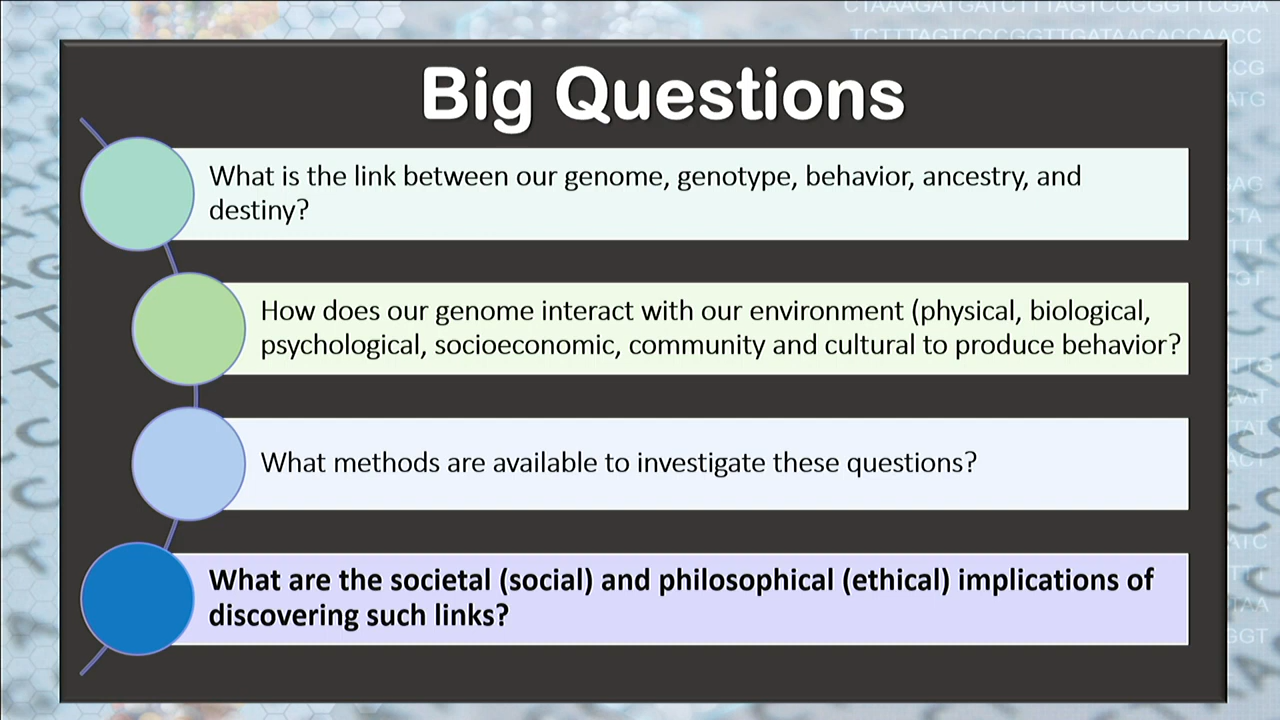 CTAAAGATGATCTTTAGTCCCGGTTCGAA
TCTTTAGTCCCGGTTGATAACACCAACC
Big Questions
What is the link between our genome, genotype, behavior, ancestry, and
destiny?
How does our genome interact with our environment (physical, biological,
psychological, socioeconomic, community and cultural to produce behavior?
What methods are available to investigate these questions?
What are the societal (social) and philosophical (ethical) implications of
discovering such links?